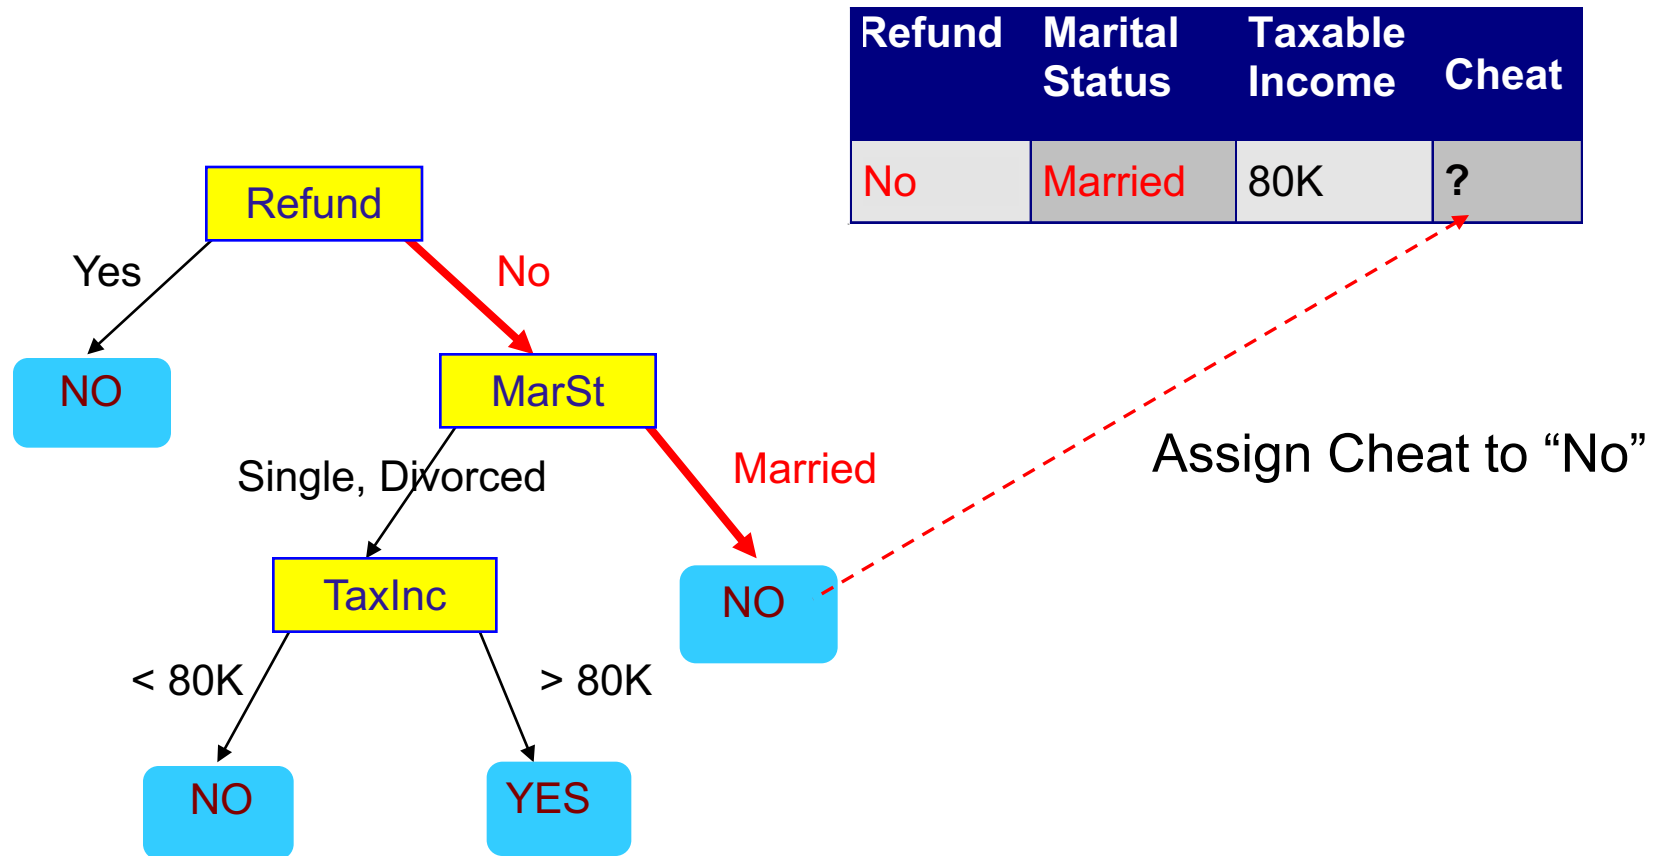 Refund Marital Status Taxable Income Cheat
No Married 80K ?
Refund
Yes No
NO MarSt
Single, Divorced Married
Assign Cheat to “No”
TaxInc NO
< 80K > 80K
NO YES